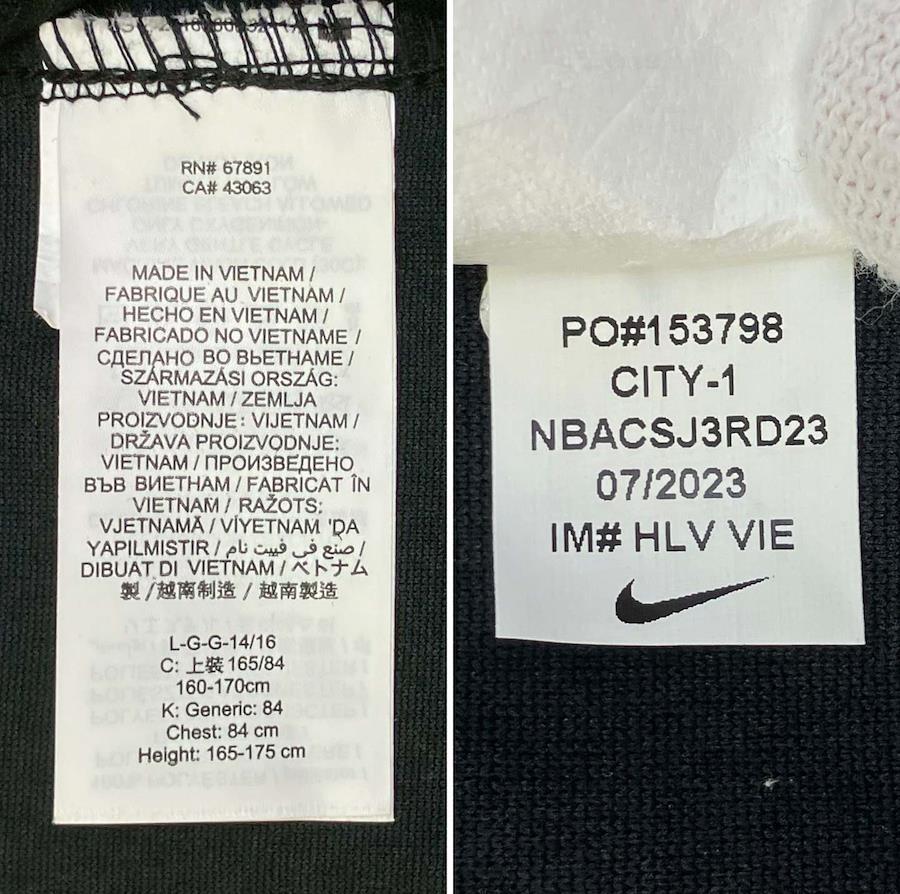 RN# 67891
CA# 43063
MADE IN VIETNAM /
FABRIQUE AU VIETNAM /
HECHO EN VIETNAM /
FABRICADO NO VIETNAME /
СДЕЛАНО ВО ВЬЕТНАМЕ /
SZÁRMAZÁSI ORSZÁG:
VIETNAM / ZEMLJA
PROIZVODNJE: VIJETNAM /
DRŽAVA PROIZVODNJE:
VIETNAM / ПРОИЗВЕДЕНО
ВЪВ ВИЕТНАМ / FABRICAT ÎN
VIETNAM / RAŽOTS:
VJETNAMĀ / VİYETNAM 'DA
YAPILMISTIR / صنع في فييت نام /
DIBUAT DI VIETNAM / ベトナム
製 / 越南制造 / 越南製造
L-G-G-14/16
C: 上裝 165/84
160-170cm
K: Generic: 84
Chest: 84 cm
Height: 165-175 cm
PO#153798
CITY-1
NBACSJ3RD23
07/2023
IM# HLV VIE